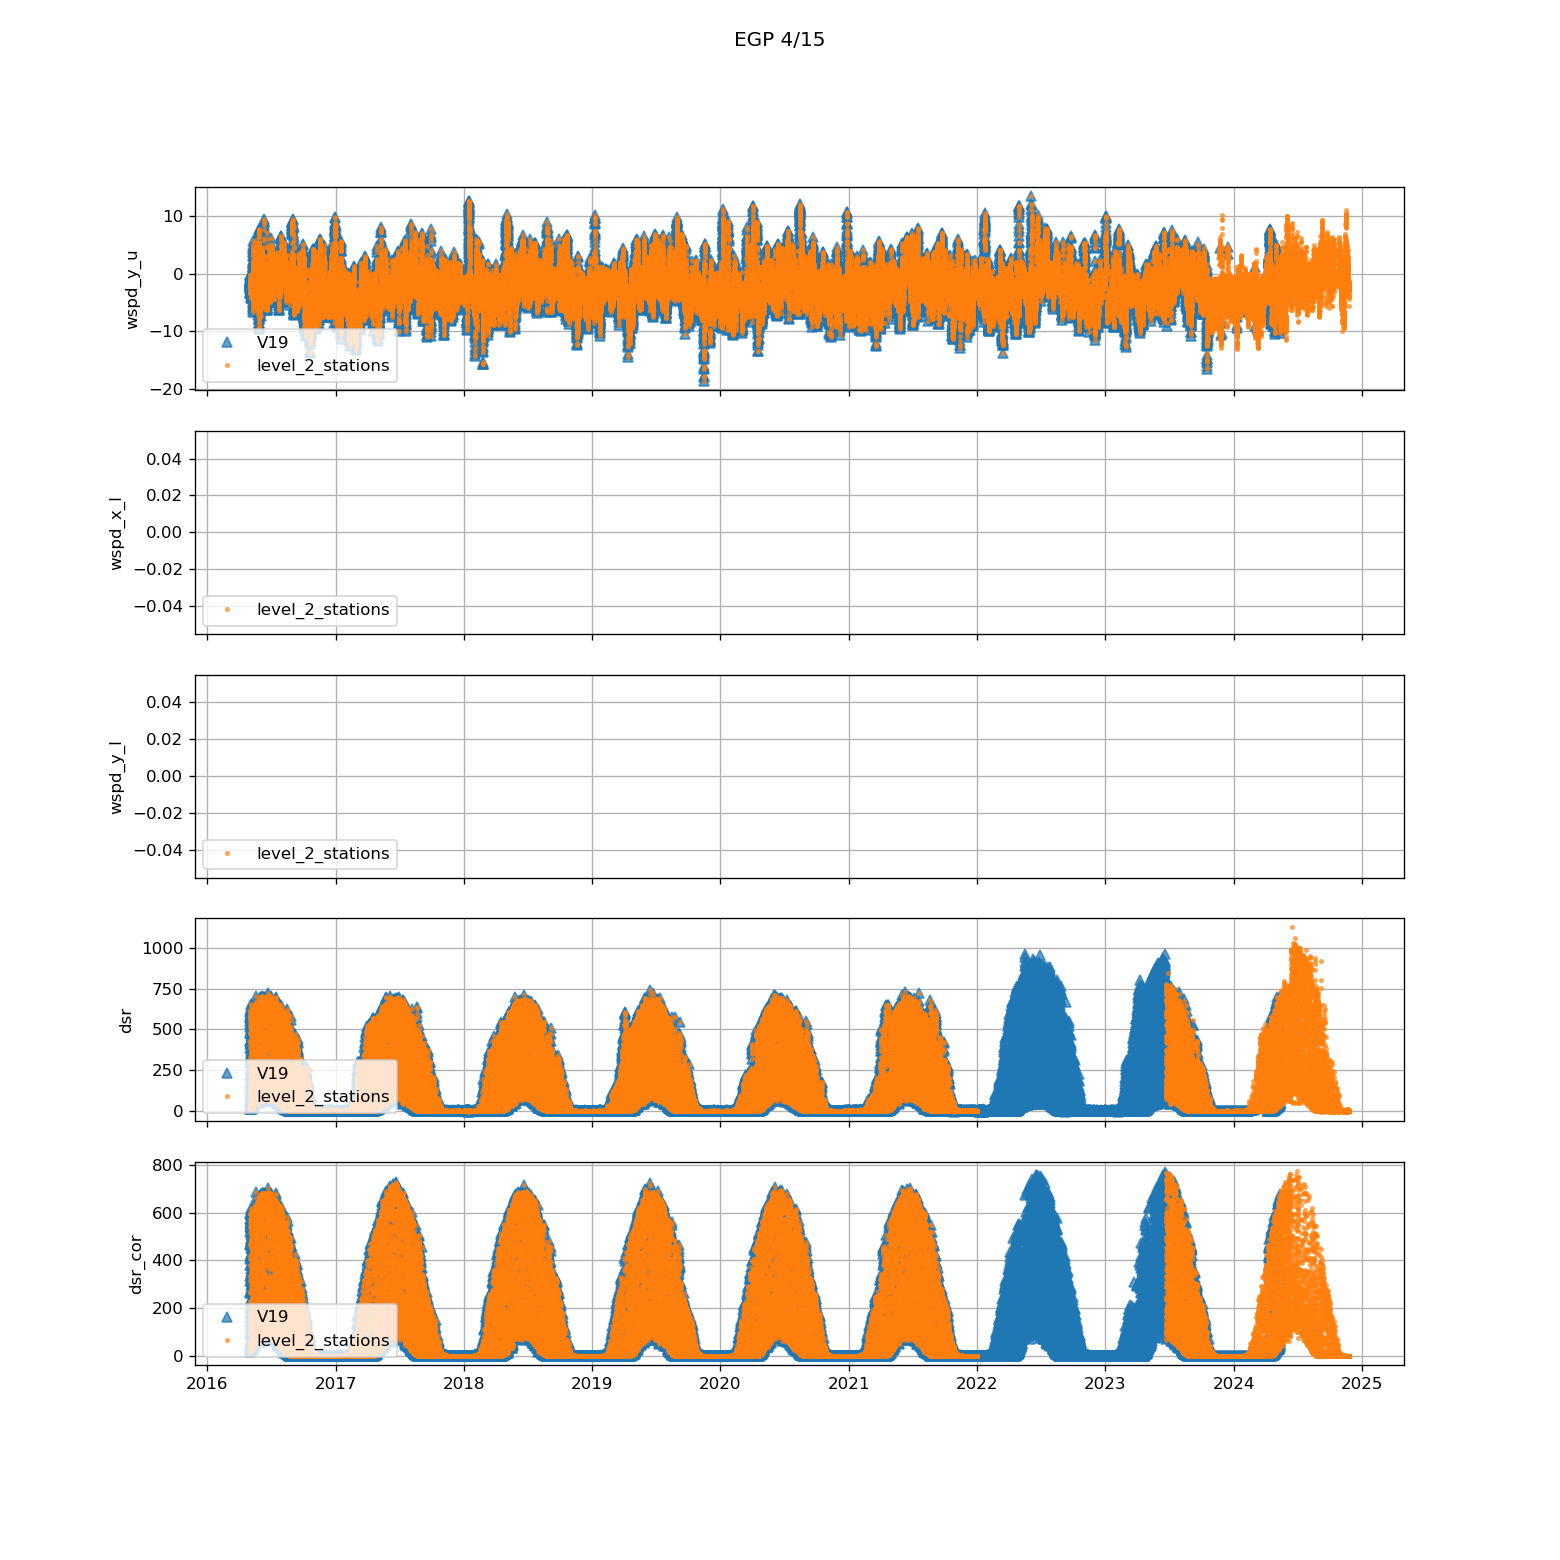 EGP 4/15
wspd_y_u
10
0
−10
−20
V19
level_2_stations
wspd_x_l
0.04
0.02
0.00
−0.02
−0.04
level_2_stations
wspd_y_l
0.04
0.02
0.00
−0.02
−0.04
level_2_stations
dsr
1000
750
500
250
0
V19
level_2_stations
dsr_cor
800
600
400
200
0
V19
level_2_stations
2016 2017 2018 2019 2020 2021 2022 2023 2024 2025